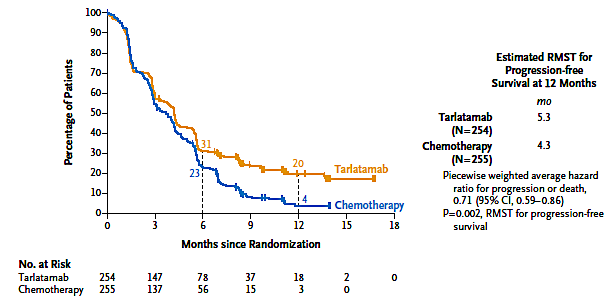 100
90
80
70
60
50
40
30
20
10
0
Percentage of Patients
31
23
20
4
Tarlatamab
Chemotherapy
0 3 6 9 12 15 18
Months since Randomization
Estimated RMST for
Progression-free
Survival at 12 Months
mo
Tarlatamab 5.3
(N=254)
Chemotherapy 4.3
(N=255)
Piecewise weighted average hazard
ratio for progression or death,
0.71 (95% CI, 0.59–0.86)
P=0.002, RMST for progression-free
survival
No. at Risk
Tarlatamab 254 147 78 37 18 2 0
Chemotherapy 255 137 56 15 3 0